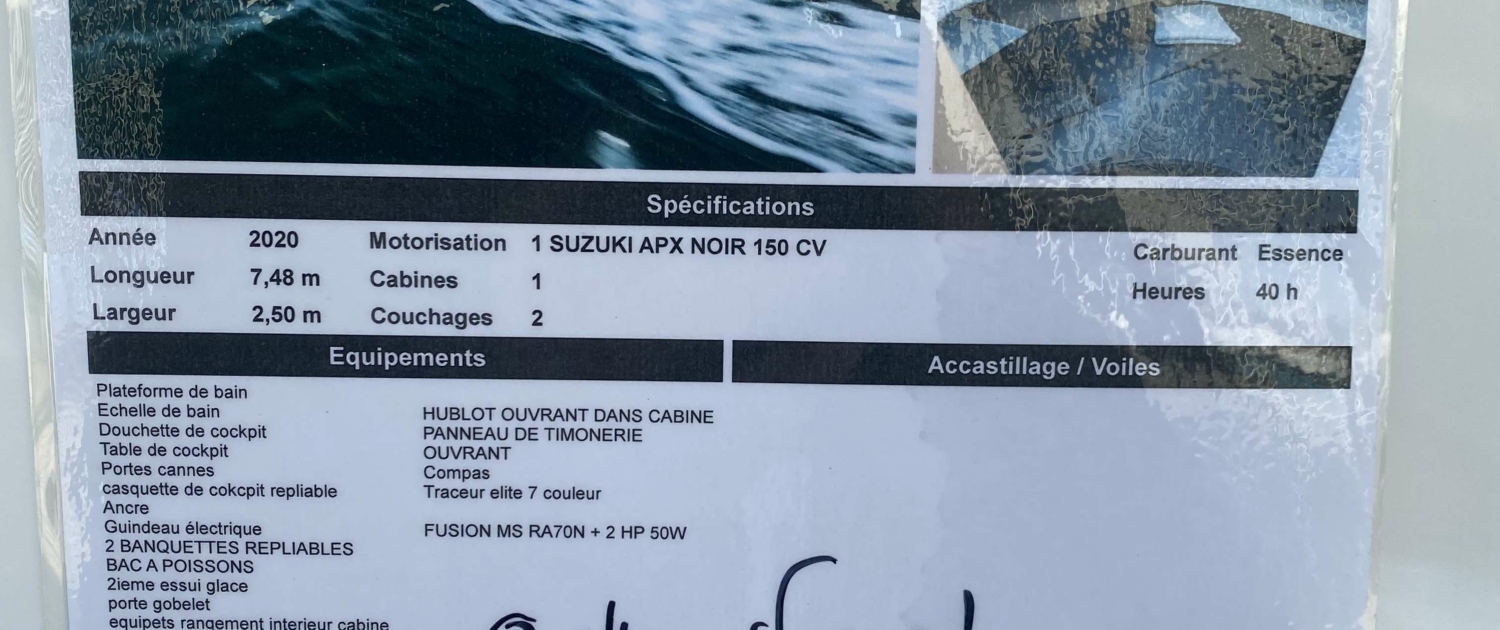 Spécifications
Année 2020 Motorisation 1 SUZUKI APX NOIR 150 CV Carburant Essence
Longueur 7,48 m Cabines 1 Heures 40 h
Largeur 2,50 m Couchages 2
Equipements Accastillage / Voiles
Plateforme de bain
Echelle de bain
Douchette de cockpit
Table de cockpit
Portes cannes
casquette de cokcpit repliable
Ancre
Guindeau électrique
2 BANQUETTES REPLIABLES
BAC A POISSONS
2ieme essui glace
porte gobelet
equipets rangement interieur cabine
HUBLOT OUVRANT DANS CABINE
PANNEAU DE TIMONERIE
OUVRANT
Compas
Traceur elite 7 couleur
FUSION MS RA70N + 2 HP 50W